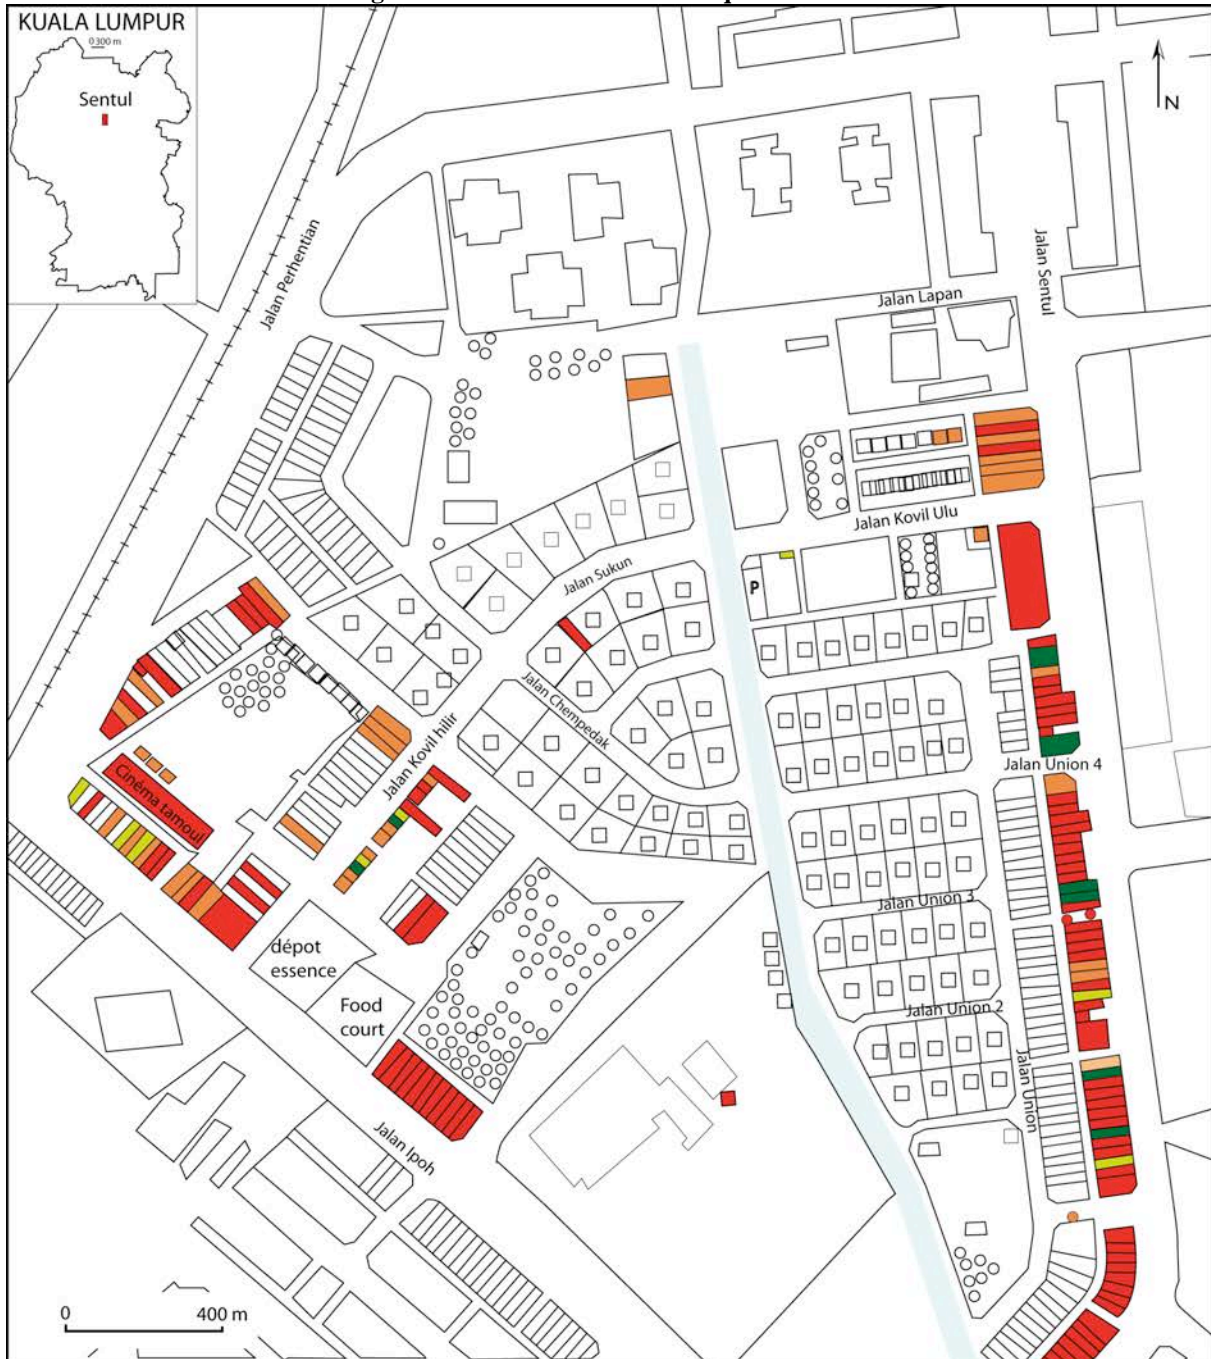 KUALA LUMPUR
0 300 m
Sentul
N
Jalan Perhentian
Jalan Sentul
Jalan Lapan
Jalan Kovil Ulu
Jalan Sukun
P
Jalan Chempedak
Jalan Kovil hilir
Jalan Union 4
Cinéma tamoul
Jalan Union 3
dépot
essence
Food
court
Jalan Union 2
Jalan Union
Jalan Ipoh
0 400 m